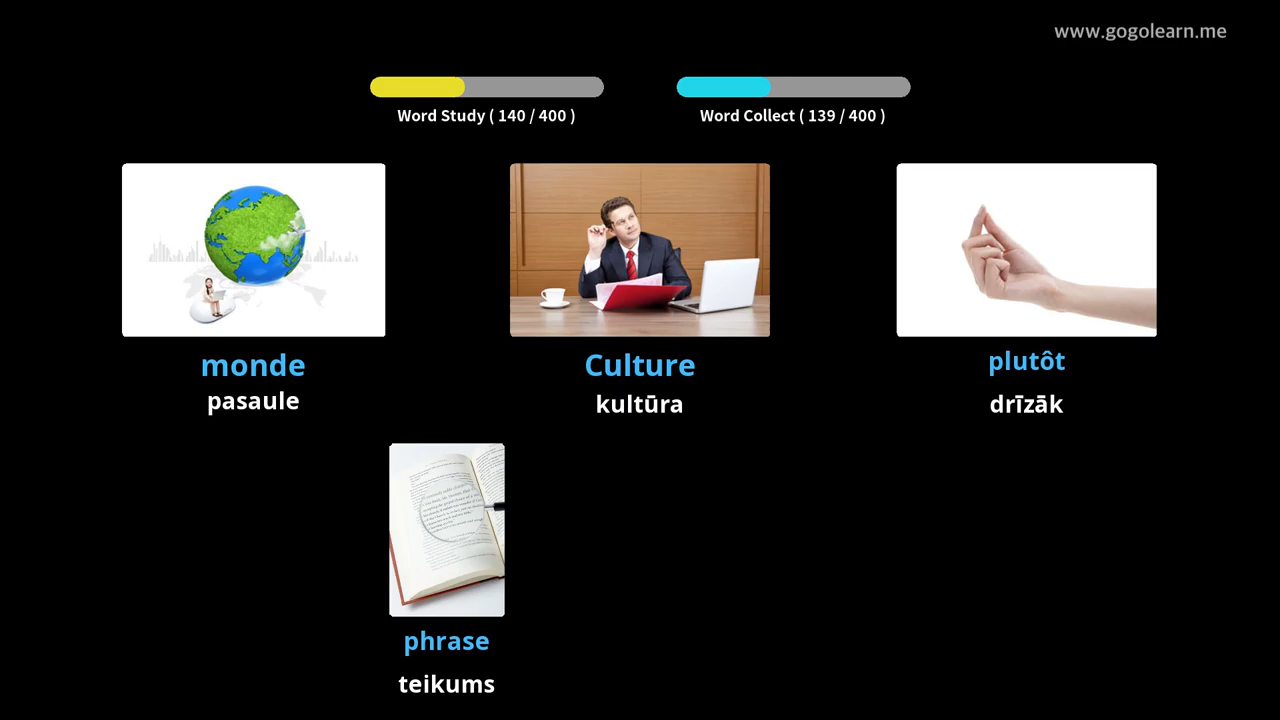 www.gogolearn.me
Word Study ( 140 / 400 )
Word Collect ( 139 / 400 )
monde
pasaule
Culture
kultūra
plutôt
drīzāk
phrase
teikums